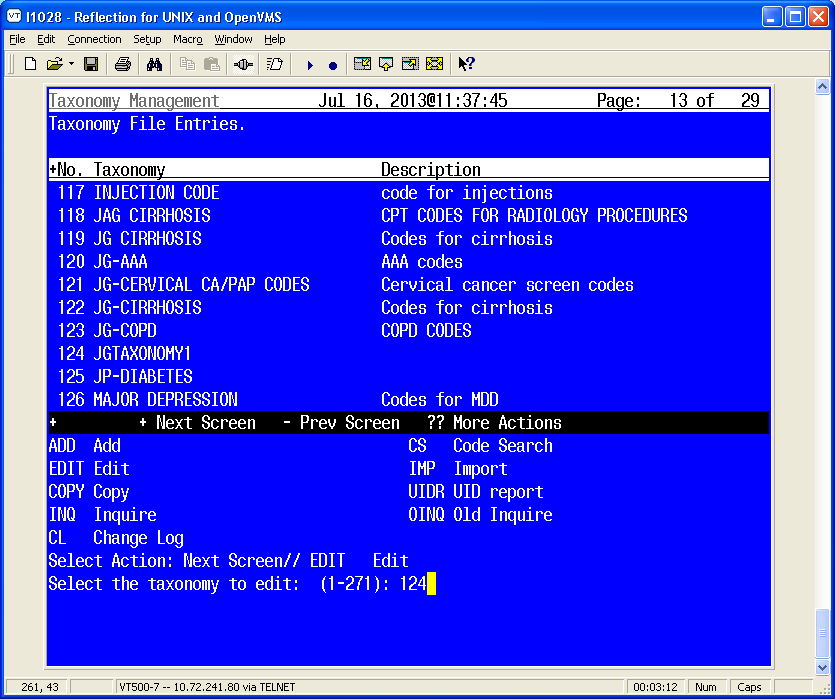 VT I1028 - Reflection for UNIX and OpenVMS
File Edit Connection Setup Macro Window Help
Taxonomy Management Jul 16, 2013@11:37:45 Page: 13 of 29
Taxonomy File Entries.
+No. Taxonomy Description
117 INJECTION CODE code for injections
118 JAG CIRRHOSIS CPT CODES FOR RADIOLOGY PROCEDURES
119 JG CIRRHOSIS Codes for cirrhosis
120 JG-AAA AAA codes
121 JG-CERVICAL CA/PAP CODES Cervical cancer screen codes
122 JG-CIRRHOSIS Codes for cirrhosis
123 JG-COPD COPD CODES
124 JGTAXONOMY1
125 JP-DIABETES
126 MAJOR DEPRESSION Codes for MDD
+ + Next Screen - Prev Screen ?? More Actions
ADD Add CS Code Search
EDIT Edit IMP Import
COPY Copy UIDR UID report
INQ Inquire OINQ Old Inquire
CL Change Log
Select Action: Next Screen// EDIT Edit
Select the taxonomy to edit: (1-271): 124
261, 43 VT500-7 -- 10.72.241.80 via TELNET 00:03:12 Num Caps